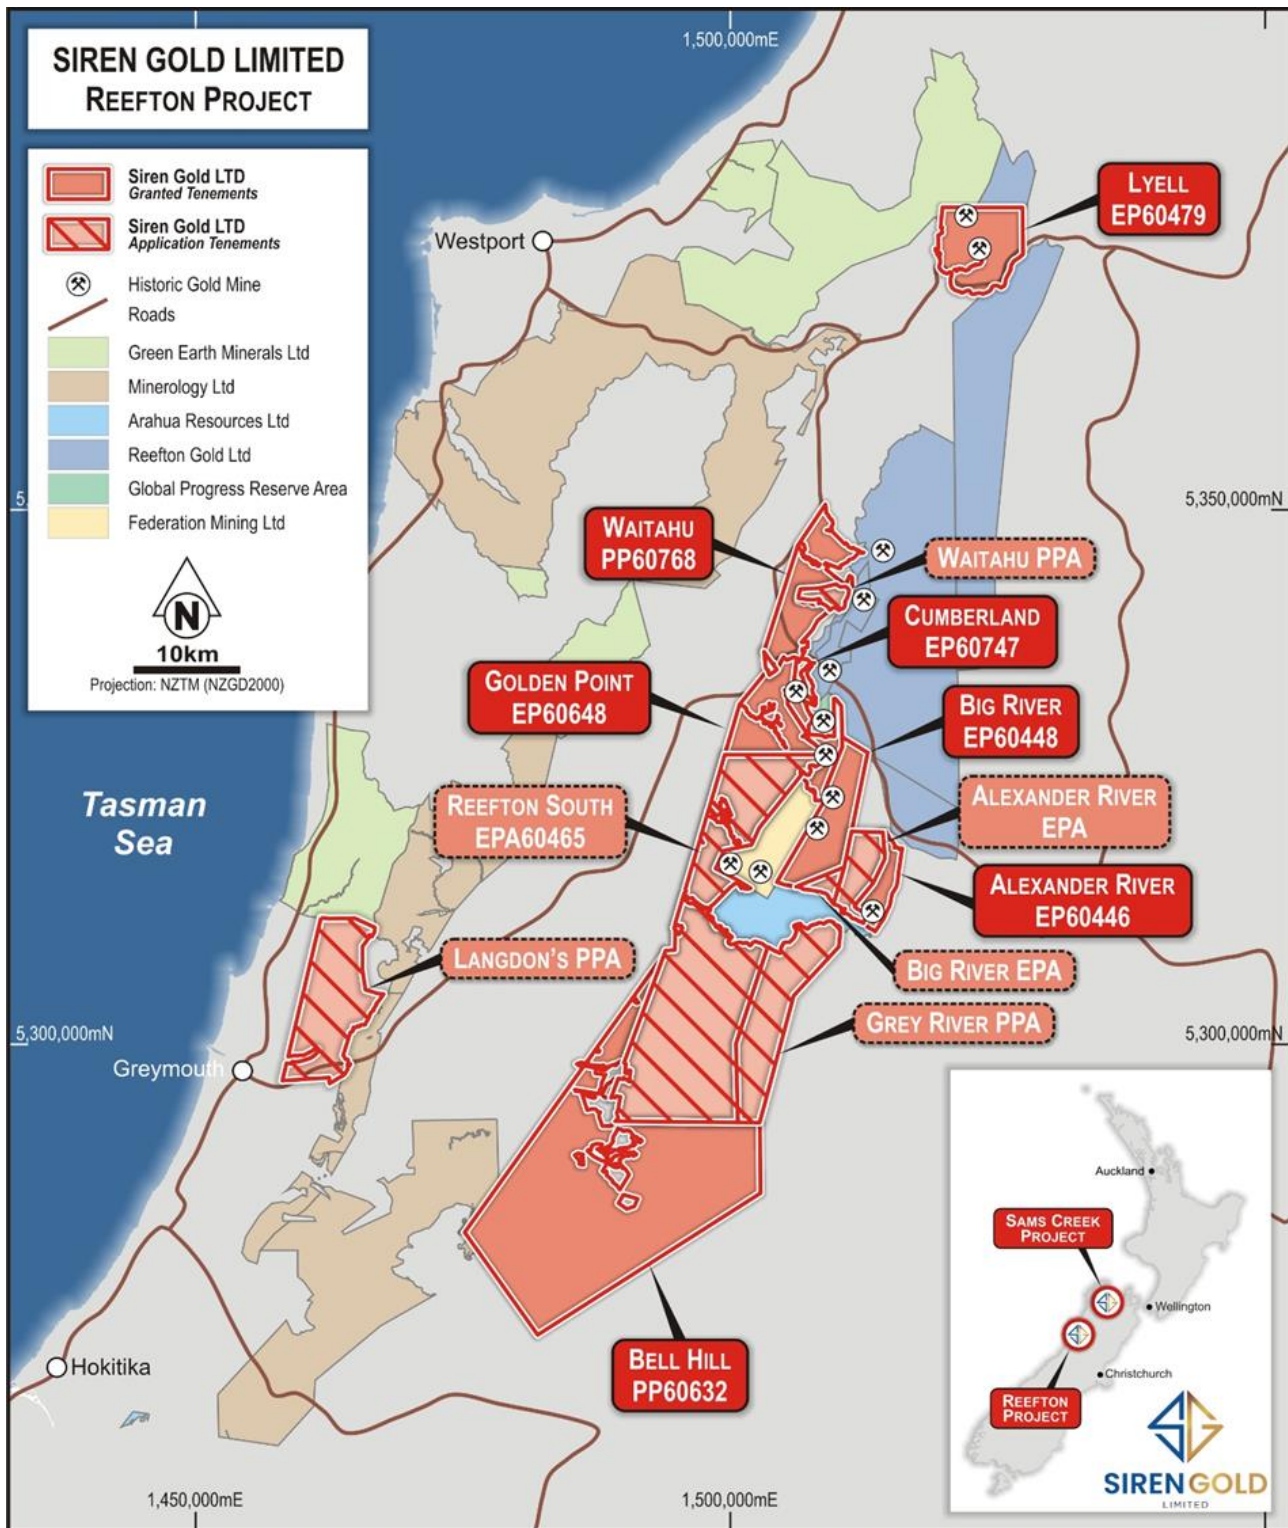 SIREN GOLD LIMITED
REEFTON PROJECT
1,500,000mE
Siren Gold LTD
Granted Tenements
Siren Gold LTD
Application Tenements
Historic Gold Mine
Roads
Green Earth Minerals Ltd
Minerology Ltd
Arahua Resources Ltd
Reefton Gold Ltd
Global Progress Reserve Area
Federation Mining Ltd
N
10km
Projection: NZTM (NZGD2000)
LYELL
EP60479
Westport
5,350,000mN
WAITAHU
PP60768
WAITAHU PPA
CUMBERLAND
EP60747
GOLDEN POINT
EP60648
BIG RIVER
EP60448
Tasman
Sea
REEFTON SOUTH
EPA60465
ALEXANDER RIVER
EPA
ALEXANDER RIVER
EP60446
LANGDON'S PPA
BIG RIVER EPA
GREY RIVER PPA
5,300,000mN
5,300,000mN
Greymouth
Auckland
SAMS CREEK
PROJECT
Wellington
Christchurch
REEFTON
PROJECT
BELL HILL
PP60632
Hokitika
SIREN GOLD
LIMITED
1,450,000mE
1,500,000mE